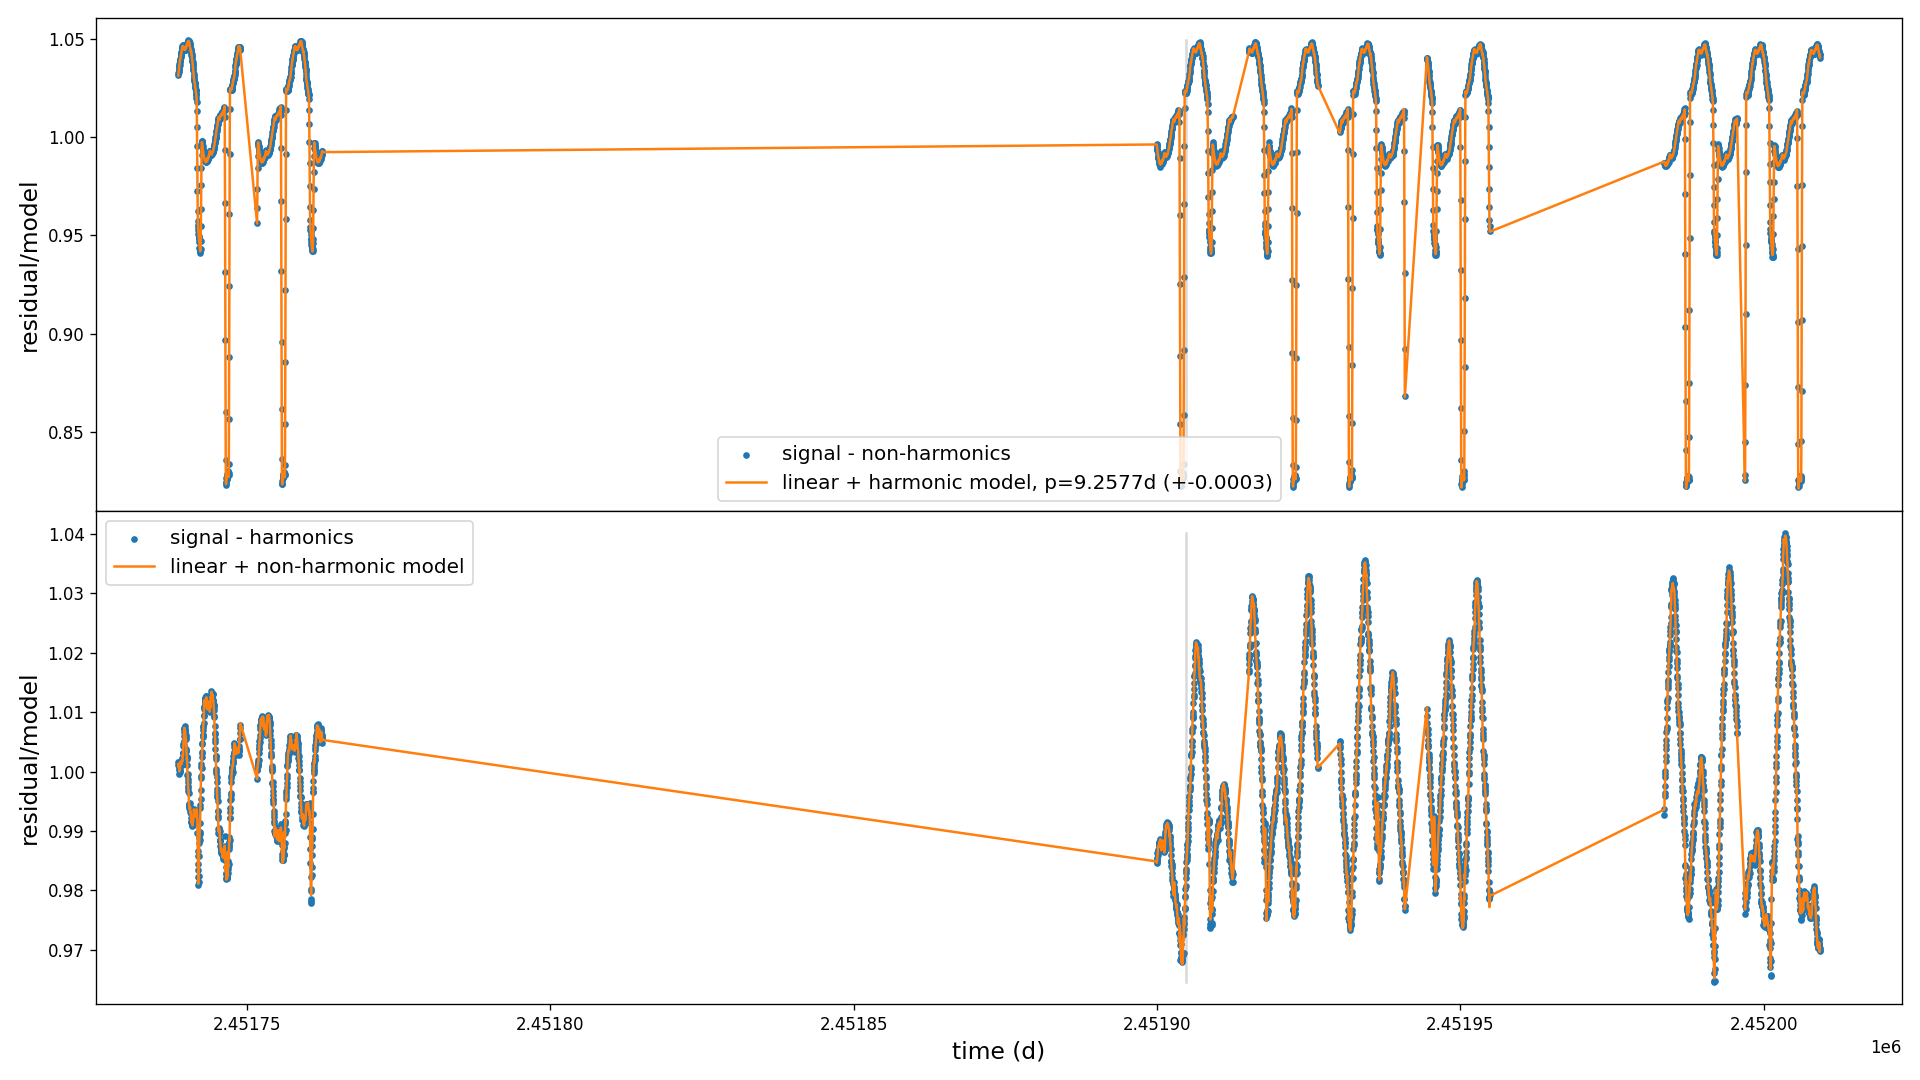 1.05
1.00
0.95
0.90
0.85
residual/model
signal - non-harmonics
linear + harmonic model, p=9.2577d (+-0.0003)
signal - harmonics
linear + non-harmonic model
1.04
1.03
1.02
1.01
1.00
0.99
0.98
0.97
residual/model
2.45175
2.45180
2.45185
2.45190
2.45195
2.45200
1e6
time (d)